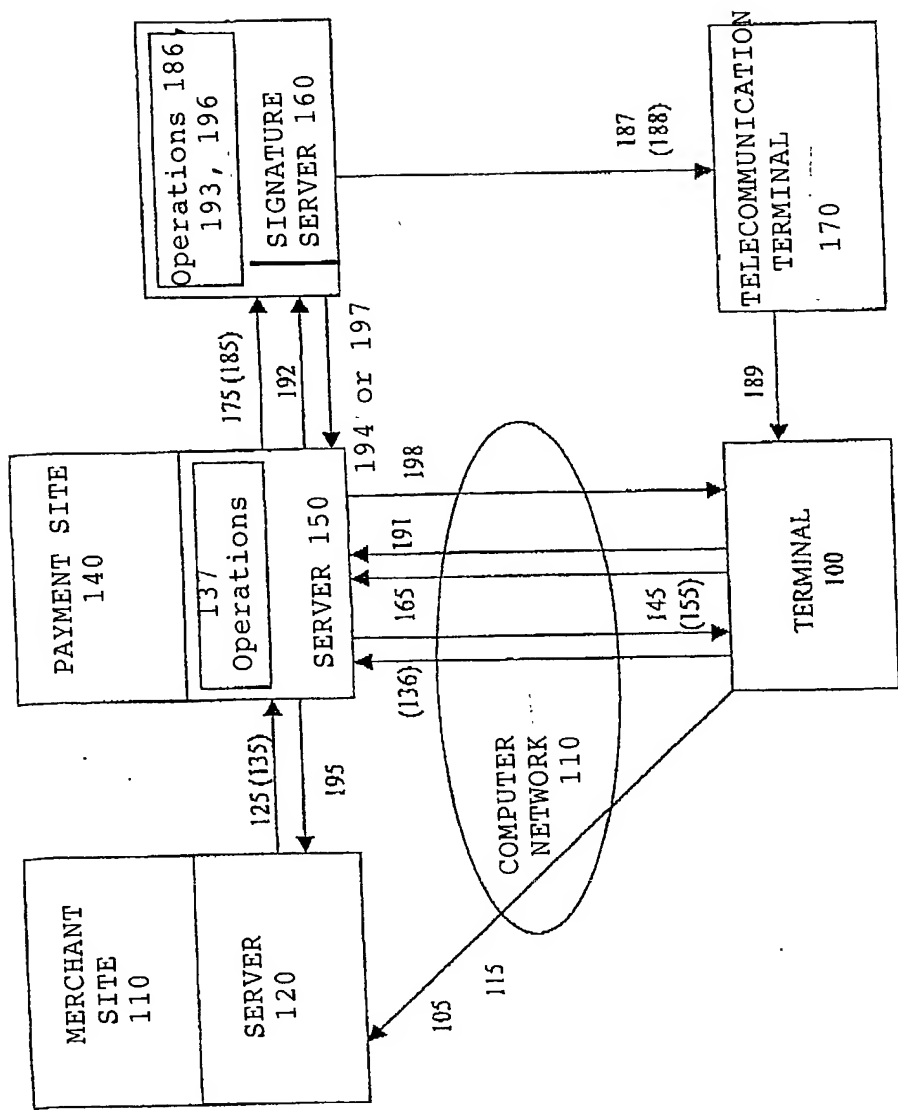 MERCHANT
SITE
110
SERVER
120
125 (135)
195
PAYMENT SITE
140
137
Operations
SERVER 150
175 (185)
192
194' or 197
Operations 186,
193, 196
SIGNATURE
SERVER 160
105
115
COMPUTER
NETWORK
110
(136)
145
(155)
165
191
198
187
(188)
TERMINAL
100
189
TELECOMMUNICATION
TERMINAL
170